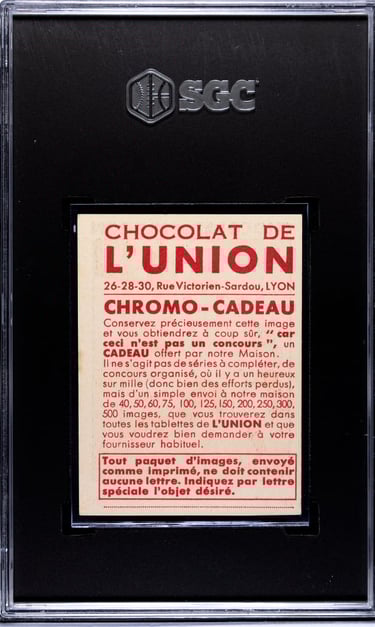 SGC
CHOCOLAT DE
L'UNION
26-28-30, Rue Victorien-Sardou, LYON
CHROMO-CADEAU
Conservez précieusement cette image
et vous obtiendrez à coup sûr, "car
ceci n'est pas un concours", un
CADEAU offert par notre Maison.
Il ne s'agit pas de séries à compléter, de
concours organisé, où il y a un heureux
sur mille (donc bien des efforts perdus),
mais d'un simple envoi à notre maison
de 40, 50, 60, 75, 100, 125, 150, 200, 250, 300,
500 images, que vous trouverez dans
toutes les tablettes de L'UNION et que
vous voudrez bien demander à votre
fournisseur habituel.
Tout paquet d'images, envoyé
comme imprimé, ne doit contenir
aucune lettre. Indiquez par lettre
spéciale l'objet désiré.